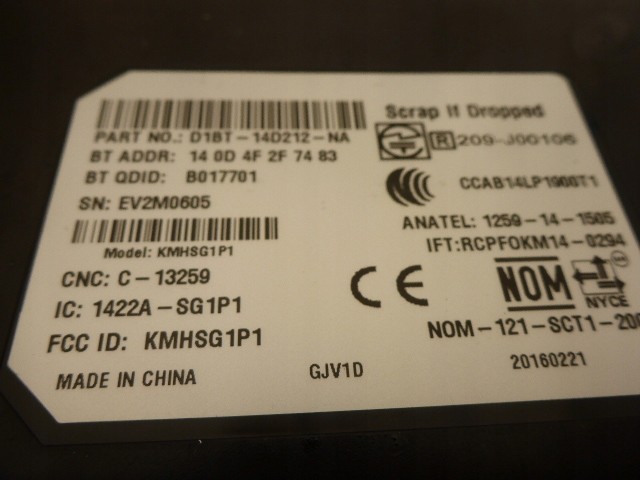 Scrap If Dropped
PART NO.: D1BT-14D212-NA
R 209-J00106
BT ADDR: 14 0D 4F 2F 74 83
BT QDID: B017701
CCAB14LP1900T1
SN: EV2M0605
ANATEL: 1259-14-1505
IFT:RCPFOKM14-0294
Model: KMHSG1P1
CNC: C-13259
CE
NOM
NYCE
IC: 1422A-SG1P1
NOM-121-SCT1-200
FCC ID: KMHSG1P1
20160221
MADE IN CHINA
GJV1D